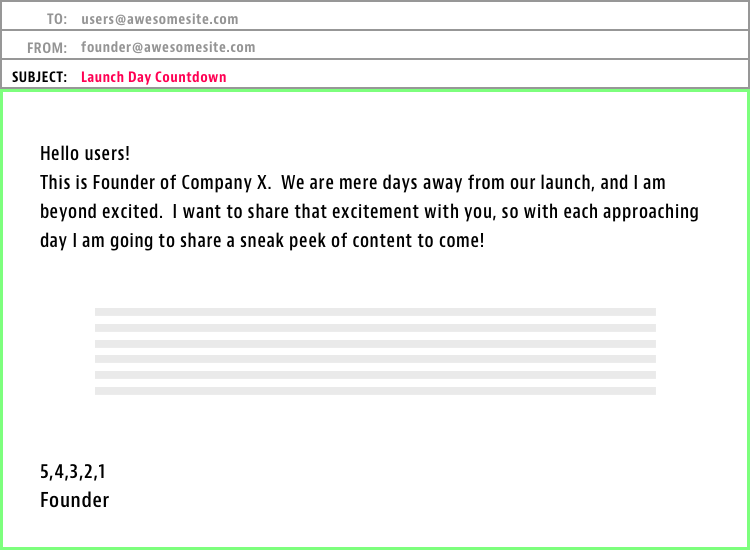 TO: users@awesomesite.com
FROM: founder@awesomesite.com
SUBJECT: Launch Day Countdown
Hello users!
This is Founder of Company X.  We are mere days away from our launch, and I am
beyond excited.  I want to share that excitement with you, so with each approaching
day I am going to share a sneak peek of content to come!
5,4,3,2,1
Founder